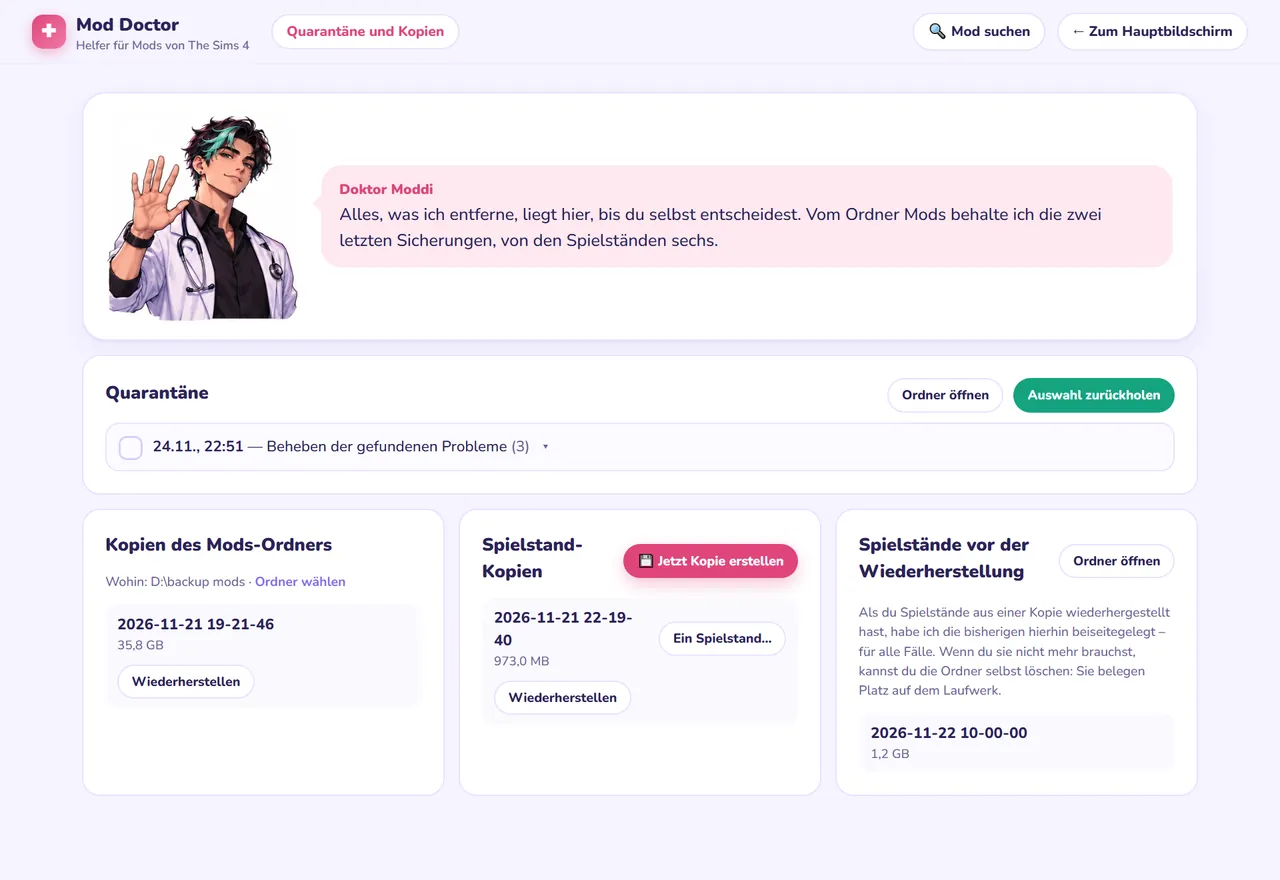 Mod Doctor
Helfer für Mods von The Sims 4
Quarantäne und Kopien
🔍 Mod suchen
← Zum Hauptbildschirm
Doktor Moddi
Alles, was ich entferne, liegt hier, bis du selbst entscheidest. Vom Ordner Mods behalte ich die zwei
letzten Sicherungen, von den Spielständen sechs.
Quarantäne
Ordner öffnen
Auswahl zurückholen
24.11., 22:51 — Beheben der gefundenen Probleme (3) ▾
Kopien des Mods-Ordners
Wohin: D:\backup mods · Ordner wählen
2026-11-21 19-21-46
35,8 GB
Wiederherstellen
Spielstand-
Kopien
💾 Jetzt Kopie erstellen
2026-11-21 22-19-
40
973,0 MB
Ein Spielstand...
Wiederherstellen
Spielstände vor der
Wiederherstellung
Ordner öffnen
Als du Spielstände aus einer Kopie wiederhergestellt
hast, habe ich die bisherigen hierhin beiseitegelegt –
für alle Fälle. Wenn du sie nicht mehr brauchst,
kannst du die Ordner selbst löschen: Sie belegen
Platz auf dem Laufwerk.
2026-11-22 10-00-00
1,2 GB